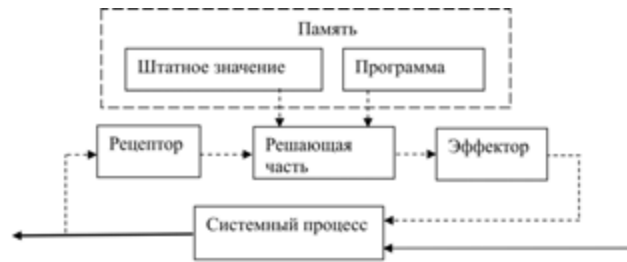 Память
Штатное значение
Программа
Рецептор
Решающая
часть
Эффектор
Системный процесс